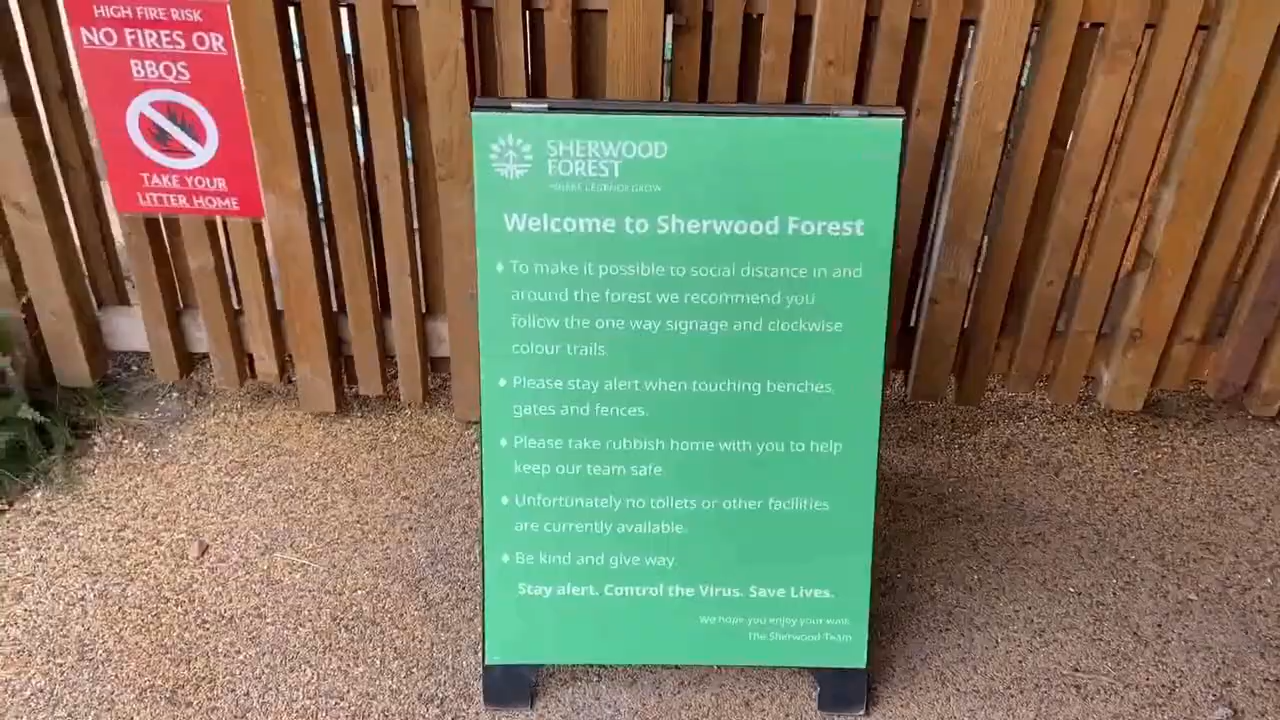 HIGH FIRE RISK
NO FIRES OR
BBQS
TAKE YOUR
LITTER HOME
SHERWOOD
FOREST
WHERE LEGENDS GROW
Welcome to Sherwood Forest
To make it possible to social distance in and
around the forest we recommend you
follow the one way signage and clockwise
colour trails.
Please stay alert when touching benches,
gates and fences.
Please take rubbish home with you to help
keep our team safe.
Unfortunately no toilets or other facilities
are currently available.
Be kind and give way.
Stay alert. Control the Virus. Save Lives.
We hope you enjoy your walk
The Sherwood Team